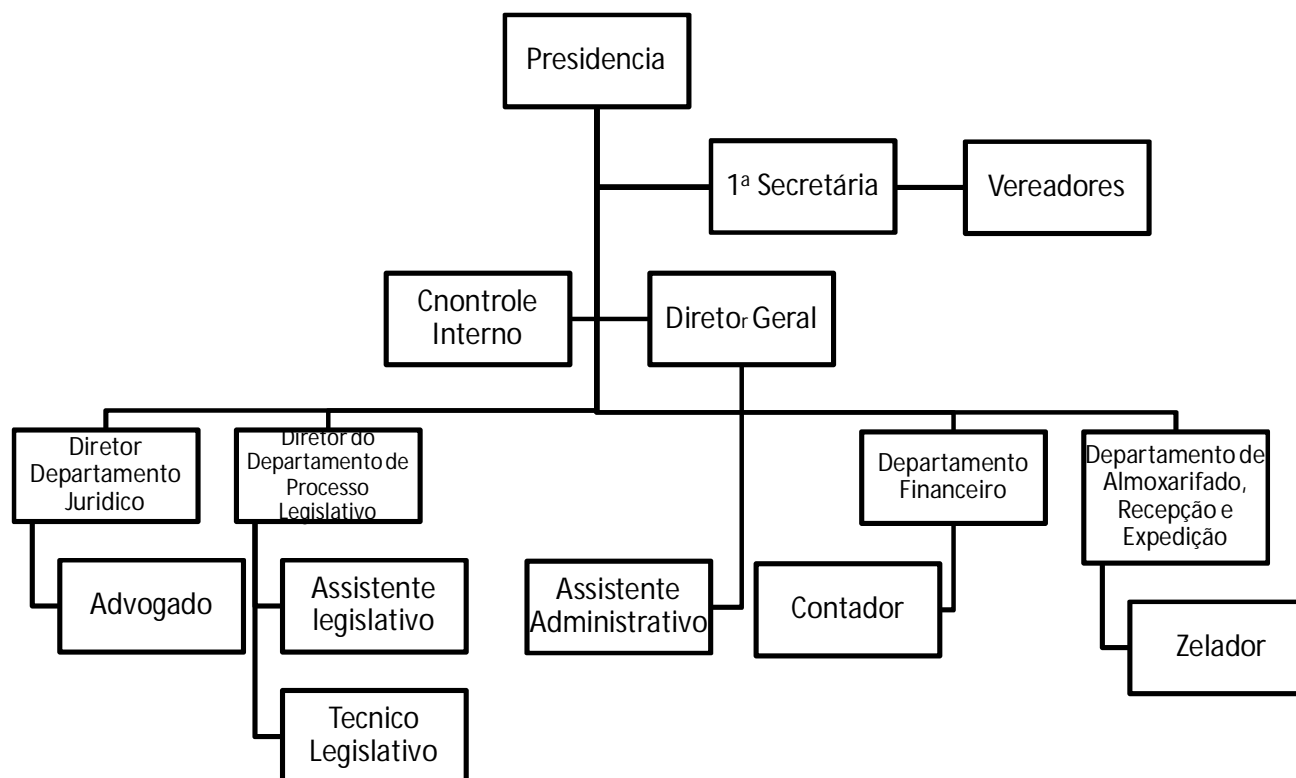 Presidencia
1ª Secretária
Vereadores
Cnontrole
Interno
Diretor Geral
Diretor
Departamento
Juridico
Diretor do
Departamento de
Processo
Legislativo
Departamento
Financeiro
Departamento de
Almoxarifado,
Recepção e
Expedição
Advogado
Assistente
legislativo
Assistente
Administrativo
Contador
Zelador
Tecnico
Legislativo